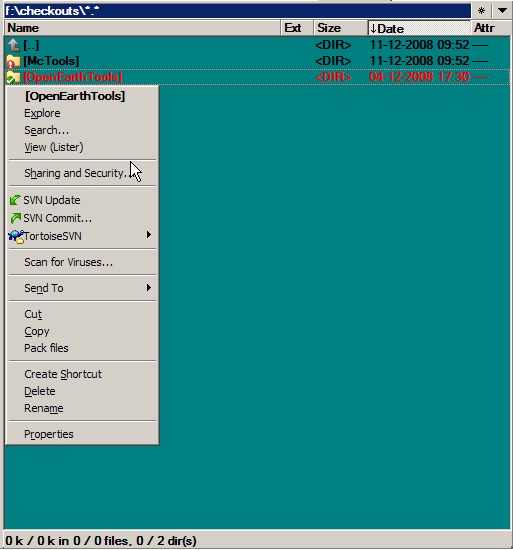 f:\checkouts\*.* * ▼
Name Ext Size ↓Date Attr
[..] <DIR> 11-12-2008 09:52 ----
[McTools] <DIR> 11-12-2008 09:52 ----
[OpenEarthTools] <DIR> 04-12-2008 17:30 ----
[OpenEarthTools]
Explore
Search...
View (Lister)
Sharing and Security...
SVN Update
SVN Commit...
TortoiseSVN
Scan for Viruses...
Send To
Cut
Copy
Pack files
Create Shortcut
Delete
Rename
Properties
0 k / 0 k in 0 / 0 files, 0 / 2 dir(s)